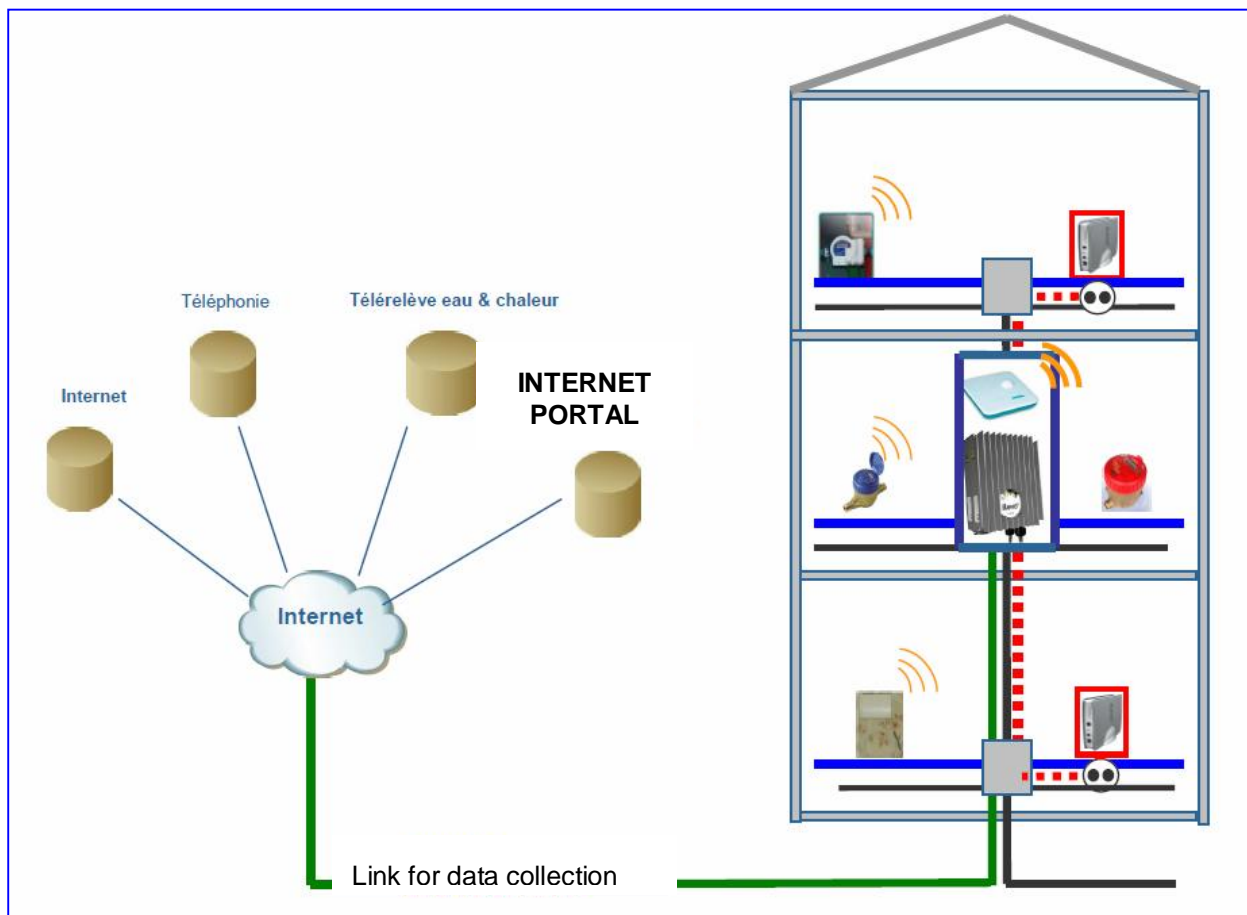 Téléphonie
Télérelève eau & chaleur
Internet
INTERNET
PORTAL
Internet
Link for data collection